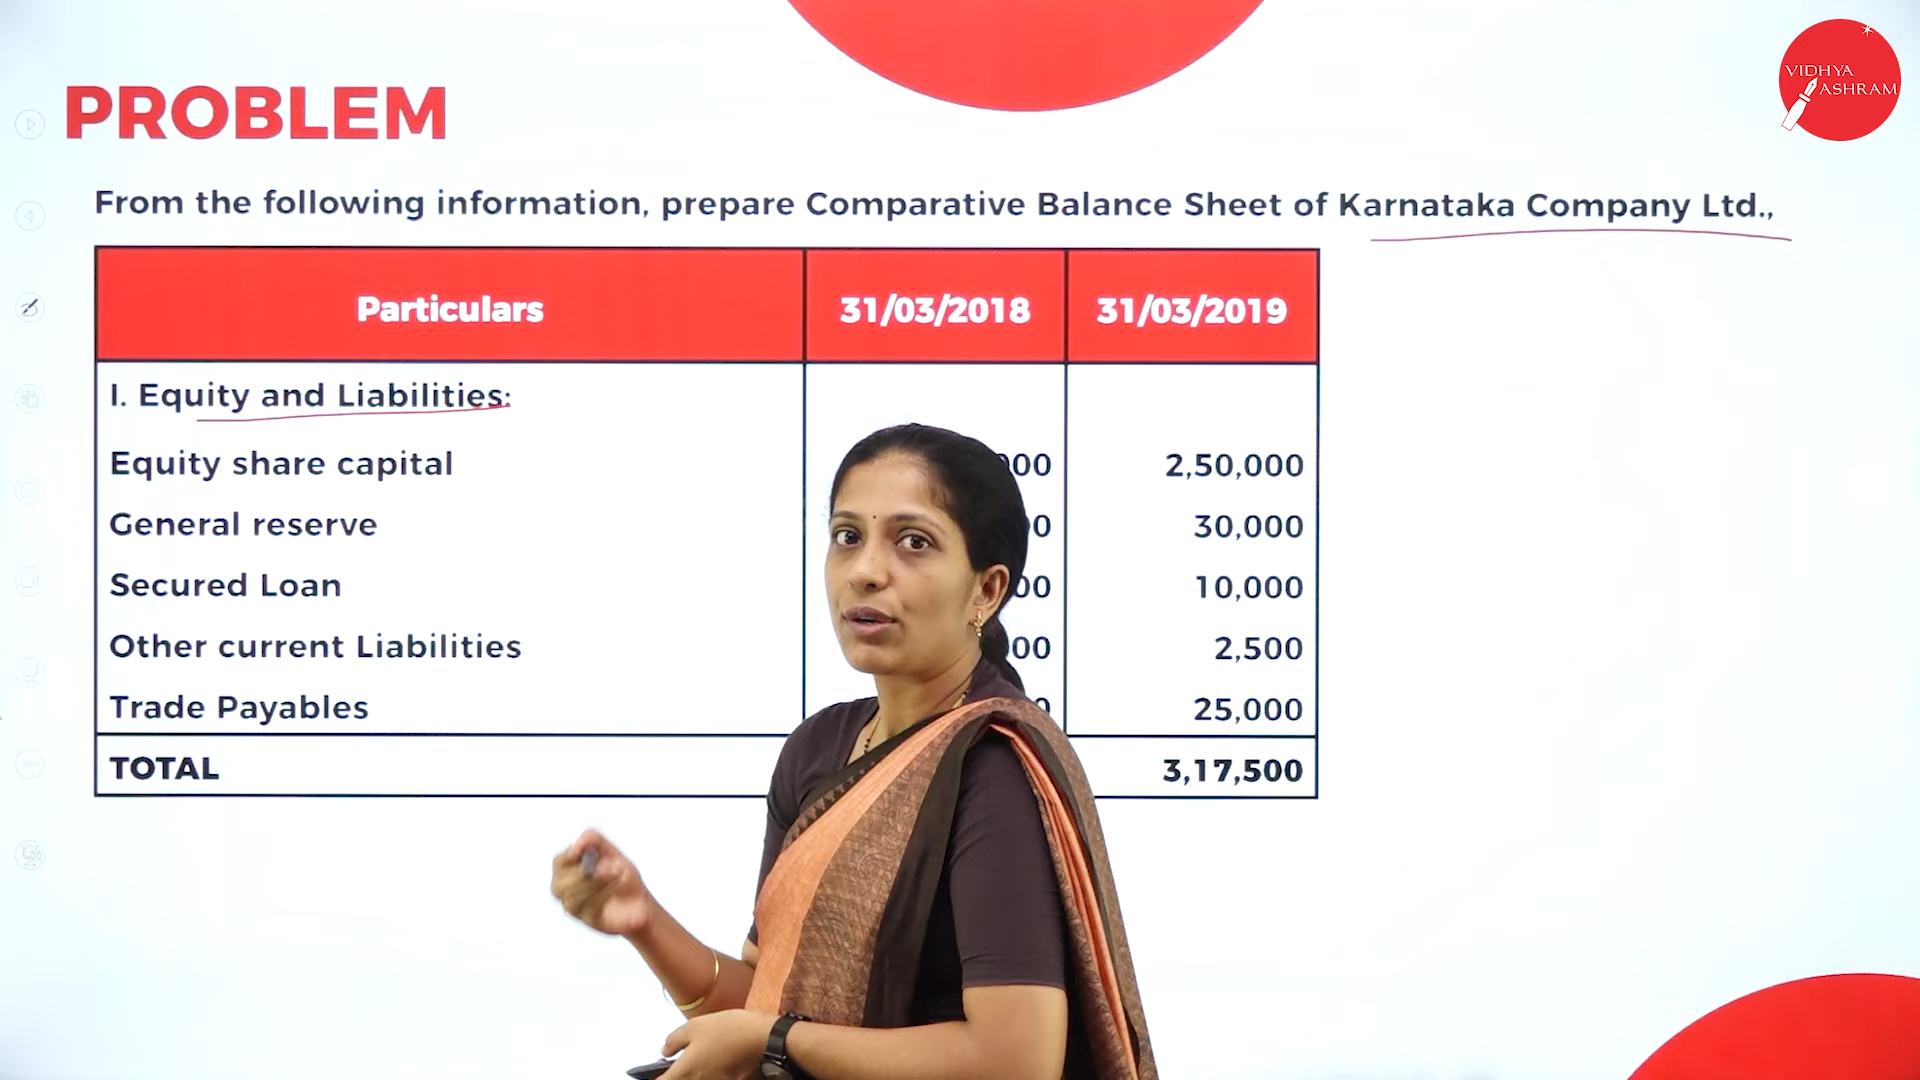 VIDHYA
ASHRAM
PROBLEM
From the following information, prepare Comparative Balance Sheet of Karnataka Company Ltd.,
Particulars 31/03/2018 31/03/2019
I. Equity and Liabilities:
Equity share capital 2,50,000
General reserve 30,000
Secured Loan 10,000
Other current Liabilities 2,500
Trade Payables 25,000
TOTAL 3,17,500